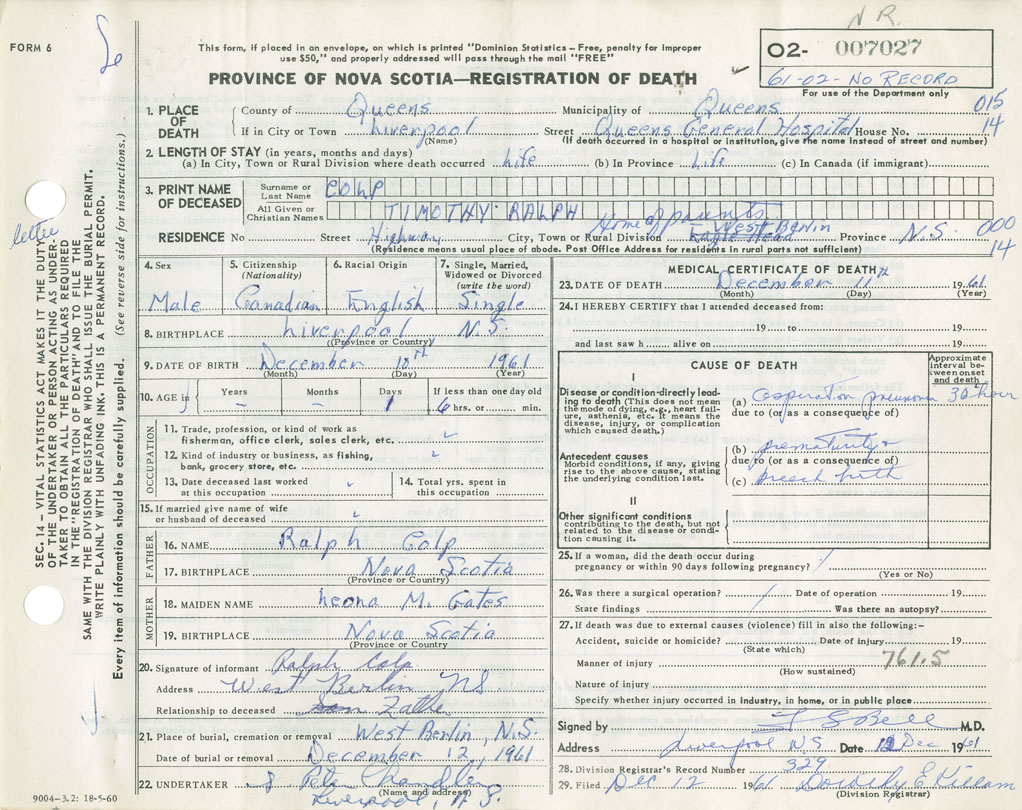 N R.
FORM 6
This form, if placed in an envelope, on which is printed "Dominion Statistics – Free, penalty for improper
use $50," and properly addressed will pass through the mail "FREE"
PROVINCE OF NOVA SCOTIA—REGISTRATION OF DEATH
02- 007027
61-02- NO RECORD
For use of the Department only
1. PLACE OF DEATH
County of Queens Municipality of Queens 015
If in City or Town Liverpool Street Queens General Hospital House No. 14
(Name) (If death occurred in a hospital or institution, give the name instead of street and number)
2. LENGTH OF STAY (in years, months and days)
(a) In City, Town or Rural Division where death occurred Life (b) In Province Life (c) In Canada (if immigrant)
3. PRINT NAME OF DECEASED
Surname or Last Name COLP
All Given or Christian Names TIMOTHY RALPH
Home of parents
West Berlin 000
RESIDENCE No Street Highway City, Town or Rural Division Eagle Head Province N.S. 14
(Residence means usual place of abode. Post Office Address for residents in rural part is not sufficient)
4. Sex Male
5. Citizenship (Nationality) Canadian
6. Racial Origin English
7. Single, Married, Widowed or Divorced (write the word) Single
8. BIRTHPLACE Liverpool N.S.
(Province or Country)
9. DATE OF BIRTH December 10th 1961
(Month) (Day) (Year)
10. AGE in Years – Months – Days 1 If less than one day old 6 hrs. or min.
OCCUPATION
11. Trade, profession, or kind of work as
fisherman, office clerk, sales clerk, etc.
12. Kind of industry or business, as fishing,
bank, grocery store, etc.
13. Date deceased last worked
at this occupation
14. Total yrs. spent in
this occupation
15. If married give name of wife
or husband of deceased
FATHER
16. NAME Ralph Colp
17. BIRTHPLACE Nova Scotia
(Province or Country)
MOTHER
18. MAIDEN NAME Leona M. Gates
19. BIRTHPLACE Nova Scotia
(Province or Country)
20. Signature of informant Ralph Colp
Address West Berlin NS
Relationship to deceased
21. Place of burial, cremation or removal West Berlin, N.S.
Date of burial or removal December 12, 1961
22. UNDERTAKER Chandler
(Name and address)
Liverpool, N.S.
9004–3.2: 18-5-60
MEDICAL CERTIFICATE OF DEATH
23. DATE OF DEATH December 11th 1961
(Month) (Day) (Year)
24. I HEREBY CERTIFY that I attended deceased from:
19 to 19
and last saw h alive on 19
CAUSE OF DEATH
Approximate interval between onset and death
I
Disease or condition directly leading to death (This does not mean the mode of dying, e.g., heart failure, asthenia, etc. It means the disease, injury, or complication which caused death.)
(a) aspiration pneumonia 30 hour
due to (or as a consequence of)
Antecedent causes
Morbid conditions, if any, giving rise to the above cause, stating the underlying condition last.
(b) prematurity &
due to (or as a consequence of)
(c) breech birth
II
Other significant conditions
contributing to the death, but not related to the disease or condition causing it.
25. If a woman, did the death occur during
pregnancy or within 90 days following pregnancy?
(Yes or No)
26. Was there a surgical operation? Date of operation 19
State findings Was there an autopsy?
27. If death was due to external causes (violence) fill in also the following:–
Accident, suicide or homicide? Date of injury 19
(State which)
Manner of injury 761.5
(How sustained)
Nature of injury
Specify whether injury occurred in industry, in home, or in public place
Signed by Bell M.D.
Address Liverpool NS Date 12 Dec 1961
28. Division Registrar's Record Number 329
29. Filed Dec 12 1961 E Killam
(Division Registrar)
letter
SEC. 14 – VITAL STATISTICS ACT MAKES IT THE DUTY
OF THE UNDERTAKER OR PERSON ACTING AS UNDER-
TAKER TO OBTAIN ALL THE PARTICULARS REQUIRED
IN THE "REGISTRATION OF DEATH" AND TO FILE THE
SAME WITH THE DIVISION REGISTRAR WHO SHALL ISSUE THE BURIAL PERMIT.
WRITE PLAINLY WITH UNFADING INK. THIS IS A PERMANENT RECORD.
Every item of information should be carefully supplied. (See reverse side for instructions.)